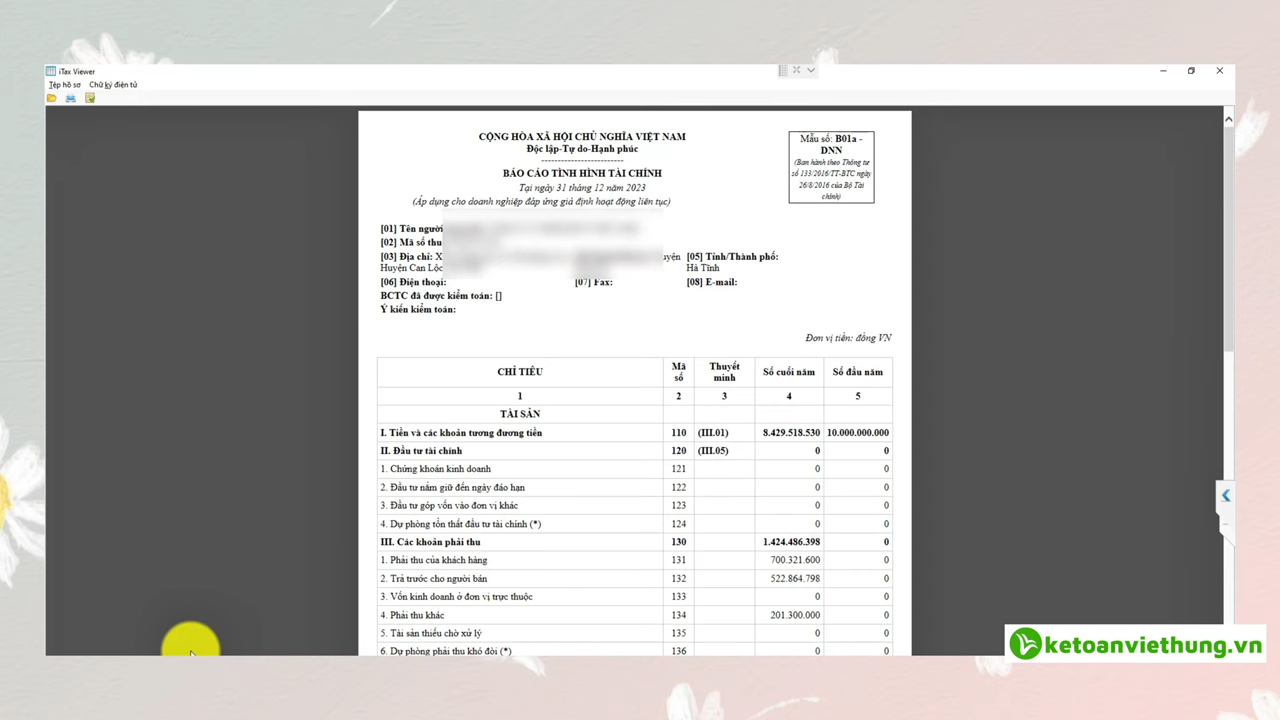 iTax Viewer
Tệp hồ sơ Chữ ký điện tử
CỘNG HÒA XÃ HỘI CHỦ NGHĨA VIỆT NAM
Độc lập-Tự do-Hạnh phúc
-------------------------
BÁO CÁO TÌNH HÌNH TÀI CHÍNH
Tại ngày 31 tháng 12 năm 2023
(Áp dụng cho doanh nghiệp đáp ứng giả định hoạt động liên tục)
Mẫu số: B01a -
DNN
(Ban hành theo Thông tư
số 133/2016/TT-BTC ngày
26/8/2016 của Bộ Tài
chính)
[01] Tên người
[02] Mã số thu
[03] Địa chỉ: X
Huyện Can Lộc
[05] Tỉnh/Thành phố:
Hà Tĩnh
[06] Điện thoại: [07] Fax: [08] E-mail:
BCTC đã được kiểm toán: []
Ý kiến kiểm toán:
Đơn vị tiền: đồng VN
CHỈ TIÊU Mã số Thuyết minh Số cuối năm Số đầu năm
1 2 3 4 5
TÀI SẢN
I. Tiền và các khoản tương đương tiền 110 (III.01) 8.429.518.530 10.000.000.000
II. Đầu tư tài chính 120 (III.05) 0 0
1. Chứng khoán kinh doanh 121 0 0
2. Đầu tư nắm giữ đến ngày đáo hạn 122 0 0
3. Đầu tư góp vốn vào đơn vị khác 123 0 0
4. Dự phòng tổn thất đầu tư tài chính (*) 124 0 0
III. Các khoản phải thu 130 1.424.486.398 0
1. Phải thu của khách hàng 131 700.321.600 0
2. Trả trước cho người bán 132 522.864.798 0
3. Vốn kinh doanh ở đơn vị trực thuộc 133 0 0
4. Phải thu khác 134 201.300.000 0
5. Tài sản thiếu chờ xử lý 135 0 0
6. Dự phòng phải thu khó đòi (*) 136 0 0
ketoanviethung.vn